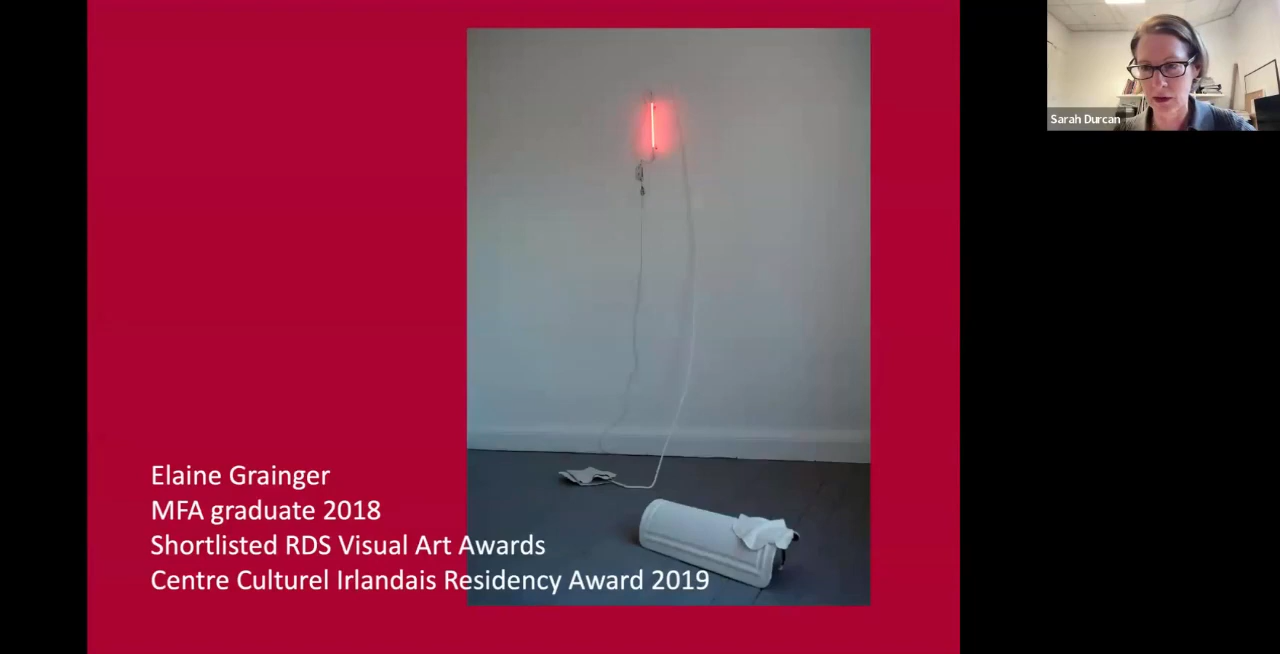 Sarah Durcan
Elaine Grainger
MFA graduate 2018
Shortlisted RDS Visual Art Awards
Centre Culturel Irlandais Residency Award 2019